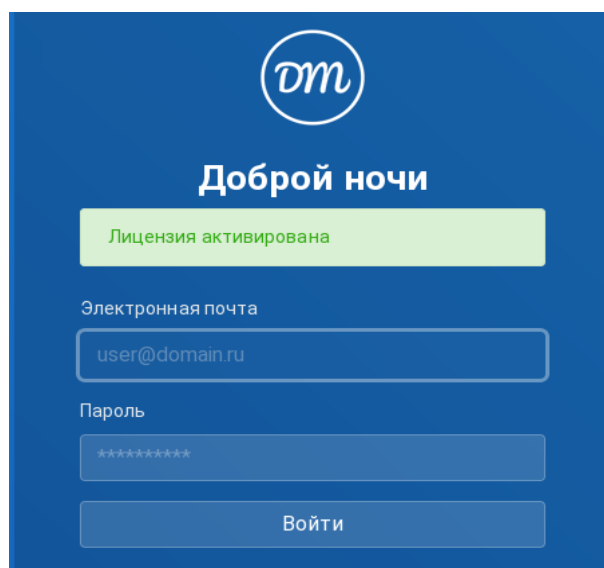 DM
Доброй ночи
Лицензия активирована
Электронная почта
user@domain.ru
Пароль
**********
Войти